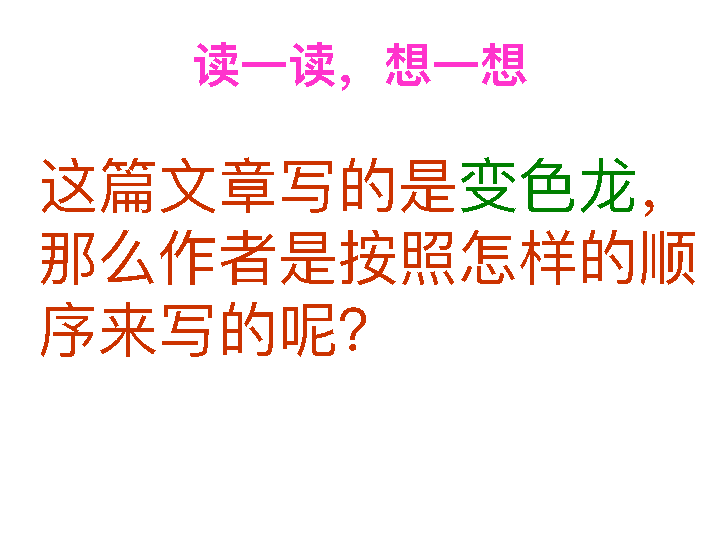 读一读，想一想
这篇文章写的是变色龙，
那么作者是按照怎样的顺
序来写的呢？